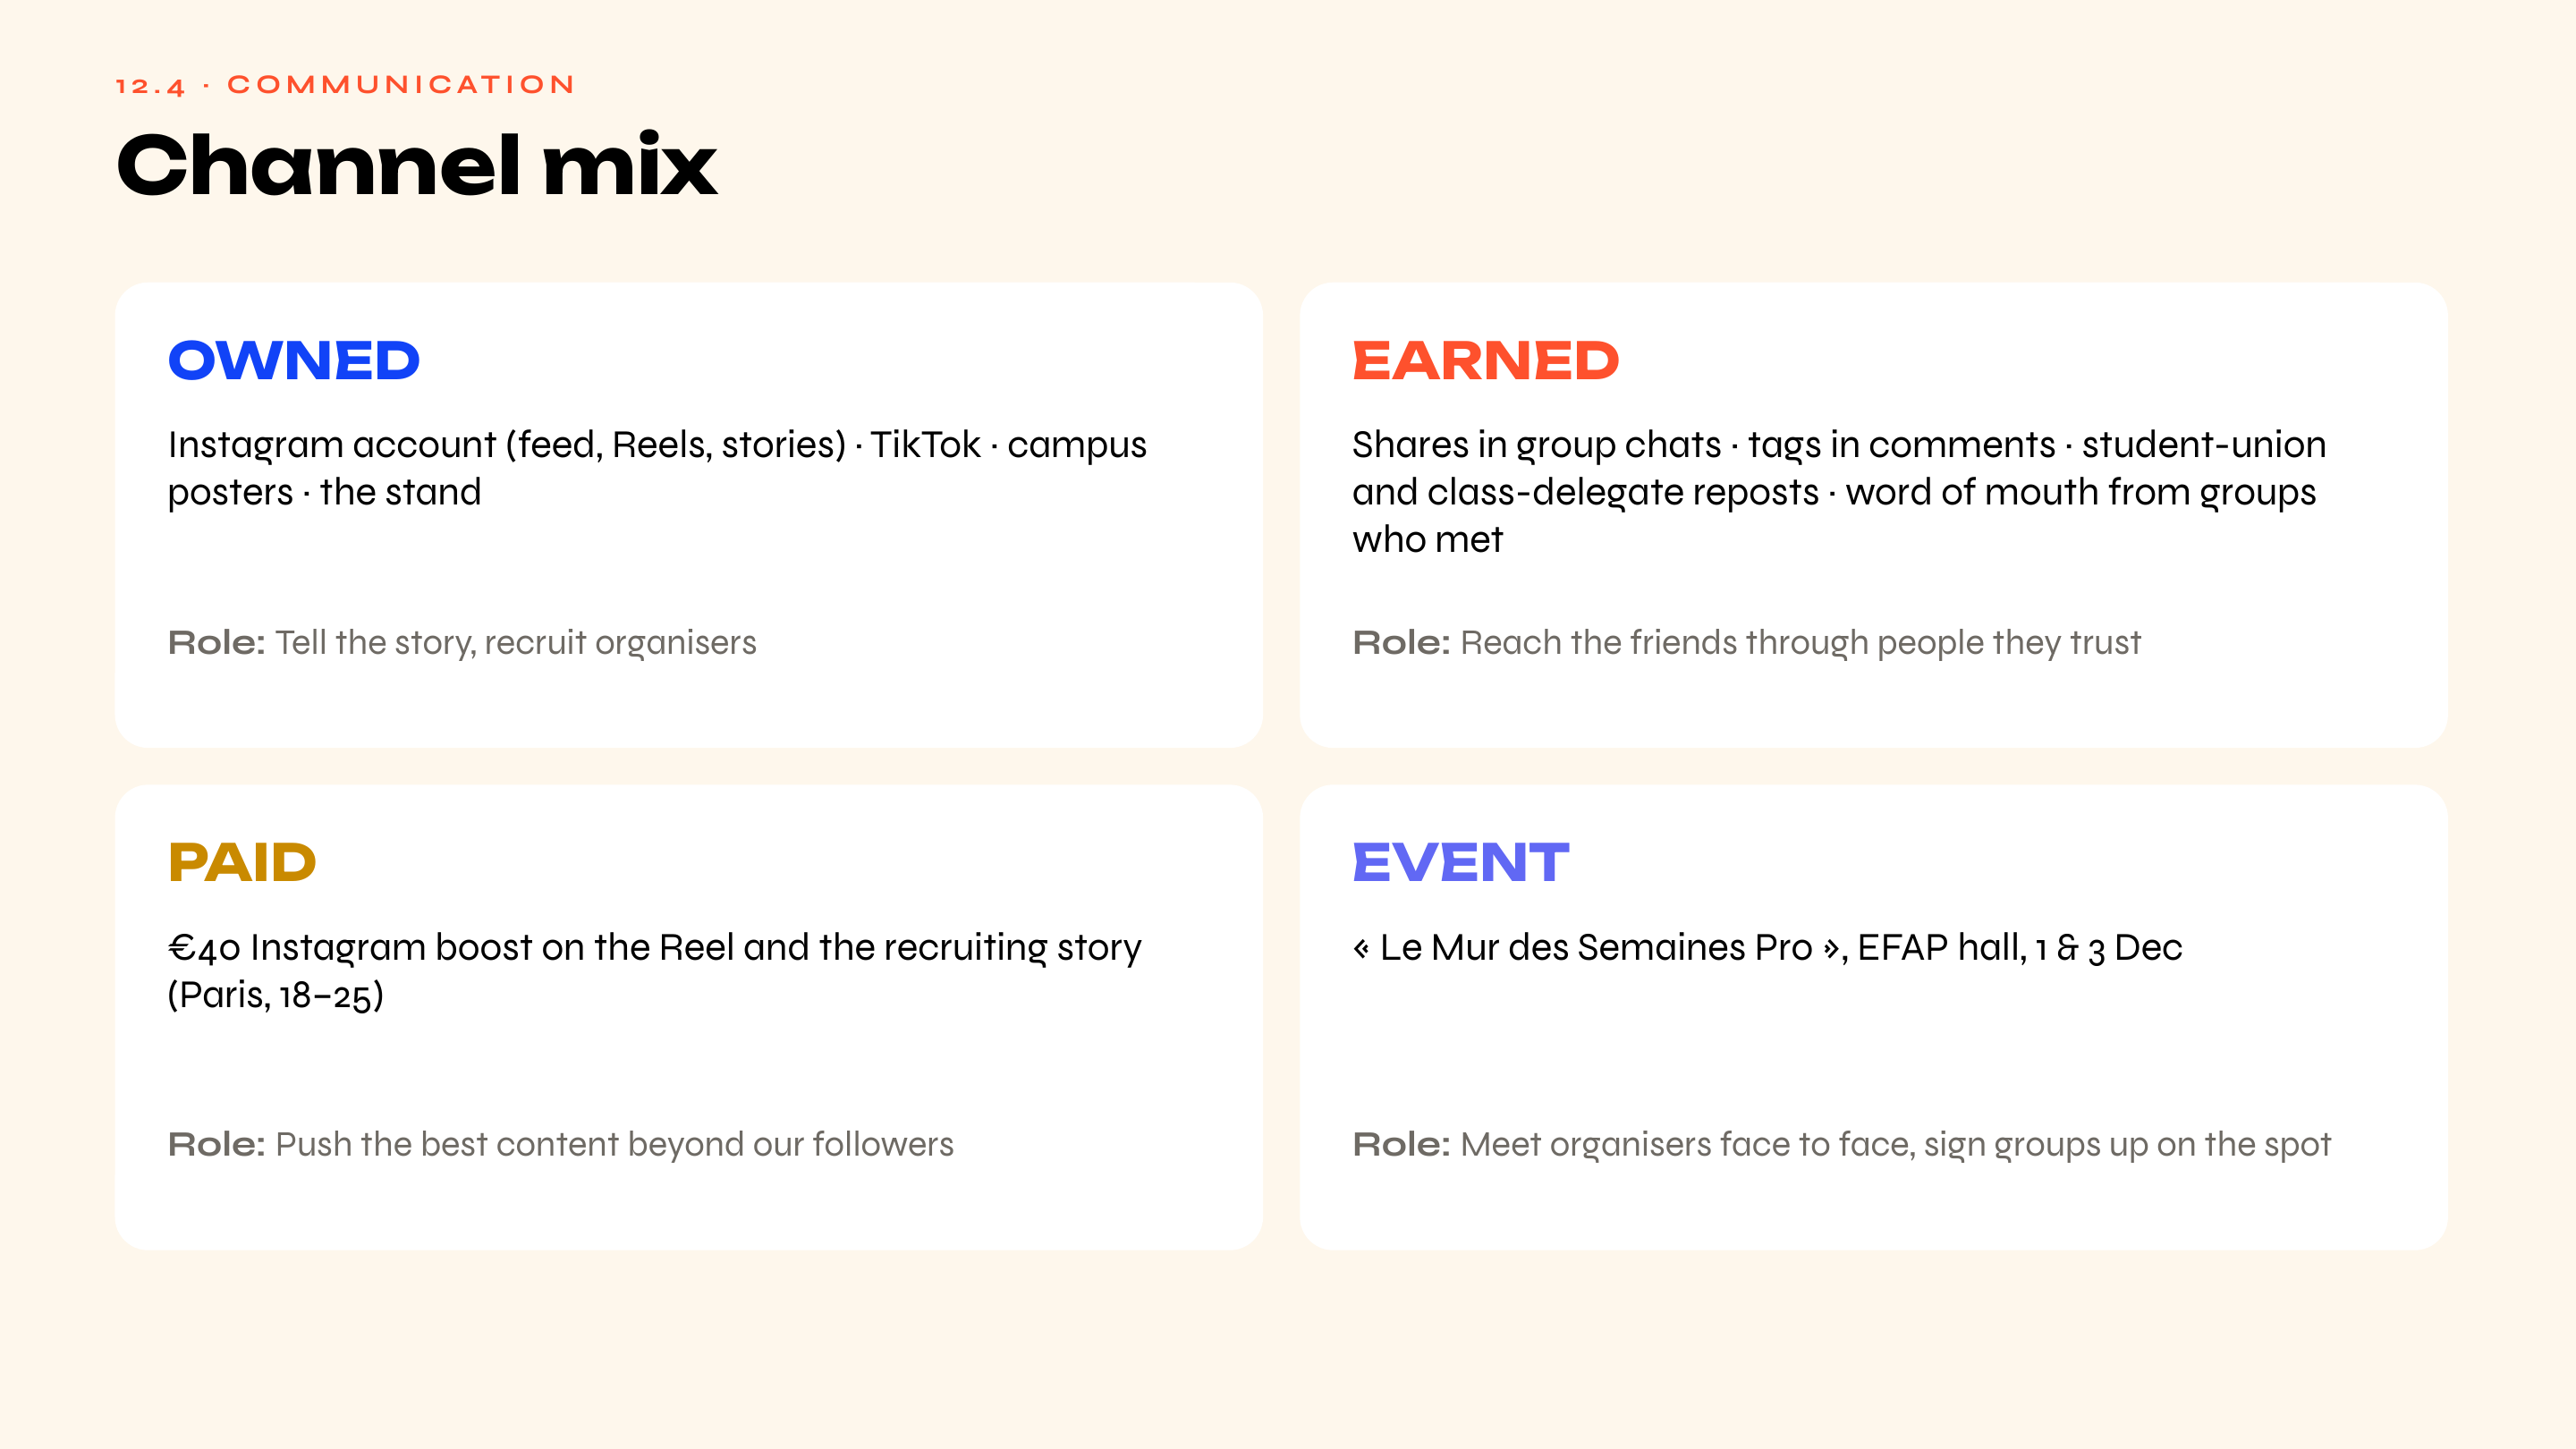 12.4 · COMMUNICATION
Channel mix
OWNED
Instagram account (feed, Reels, stories) · TikTok · campus
posters · the stand
Role: Tell the story, recruit organisers
EARNED
Shares in group chats · tags in comments · student-union
and class-delegate reposts · word of mouth from groups
who met
Role: Reach the friends through people they trust
PAID
€40 Instagram boost on the Reel and the recruiting story
(Paris, 18–25)
Role: Push the best content beyond our followers
EVENT
« Le Mur des Semaines Pro », EFAP hall, 1 & 3 Dec
Role: Meet organisers face to face, sign groups up on the spot